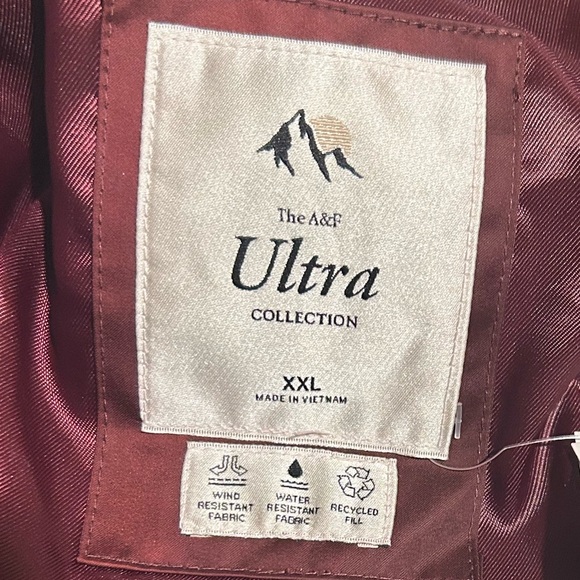 The A&F
Ultra
COLLECTION
XXL
MADE IN VIETNAM
WIND
RESISTANT
FABRIC
WATER
RESISTANT
FABRIC
RECYCLED
FILL